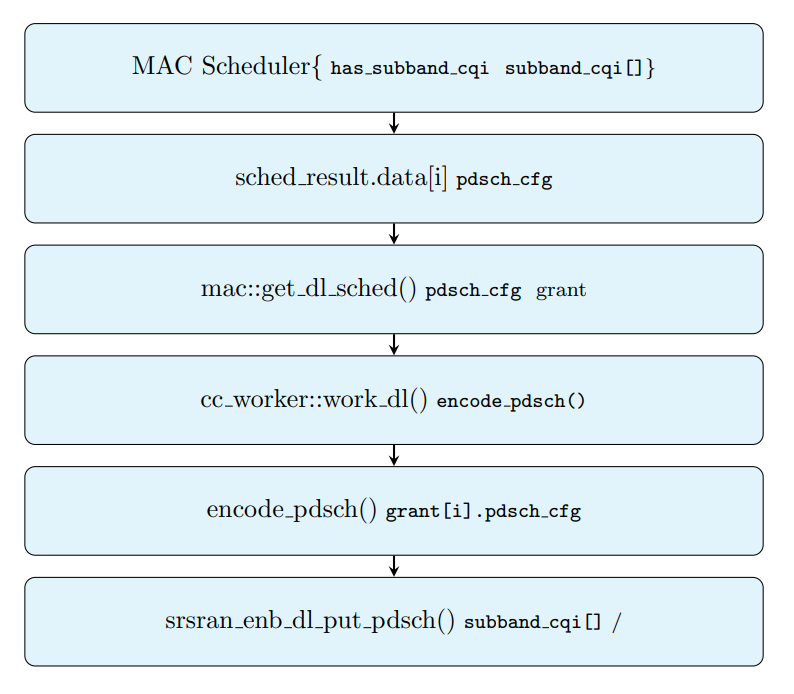 MAC Scheduler{ has_subband_cqi subband_cqi[]}
sched_result.data[i] pdsch_cfg
mac::get_dl_sched() pdsch_cfg grant
cc_worker::work_dl() encode_pdsch()
encode_pdsch() grant[i].pdsch_cfg
srsran_enb_dl_put_pdsch() subband_cqi[] /